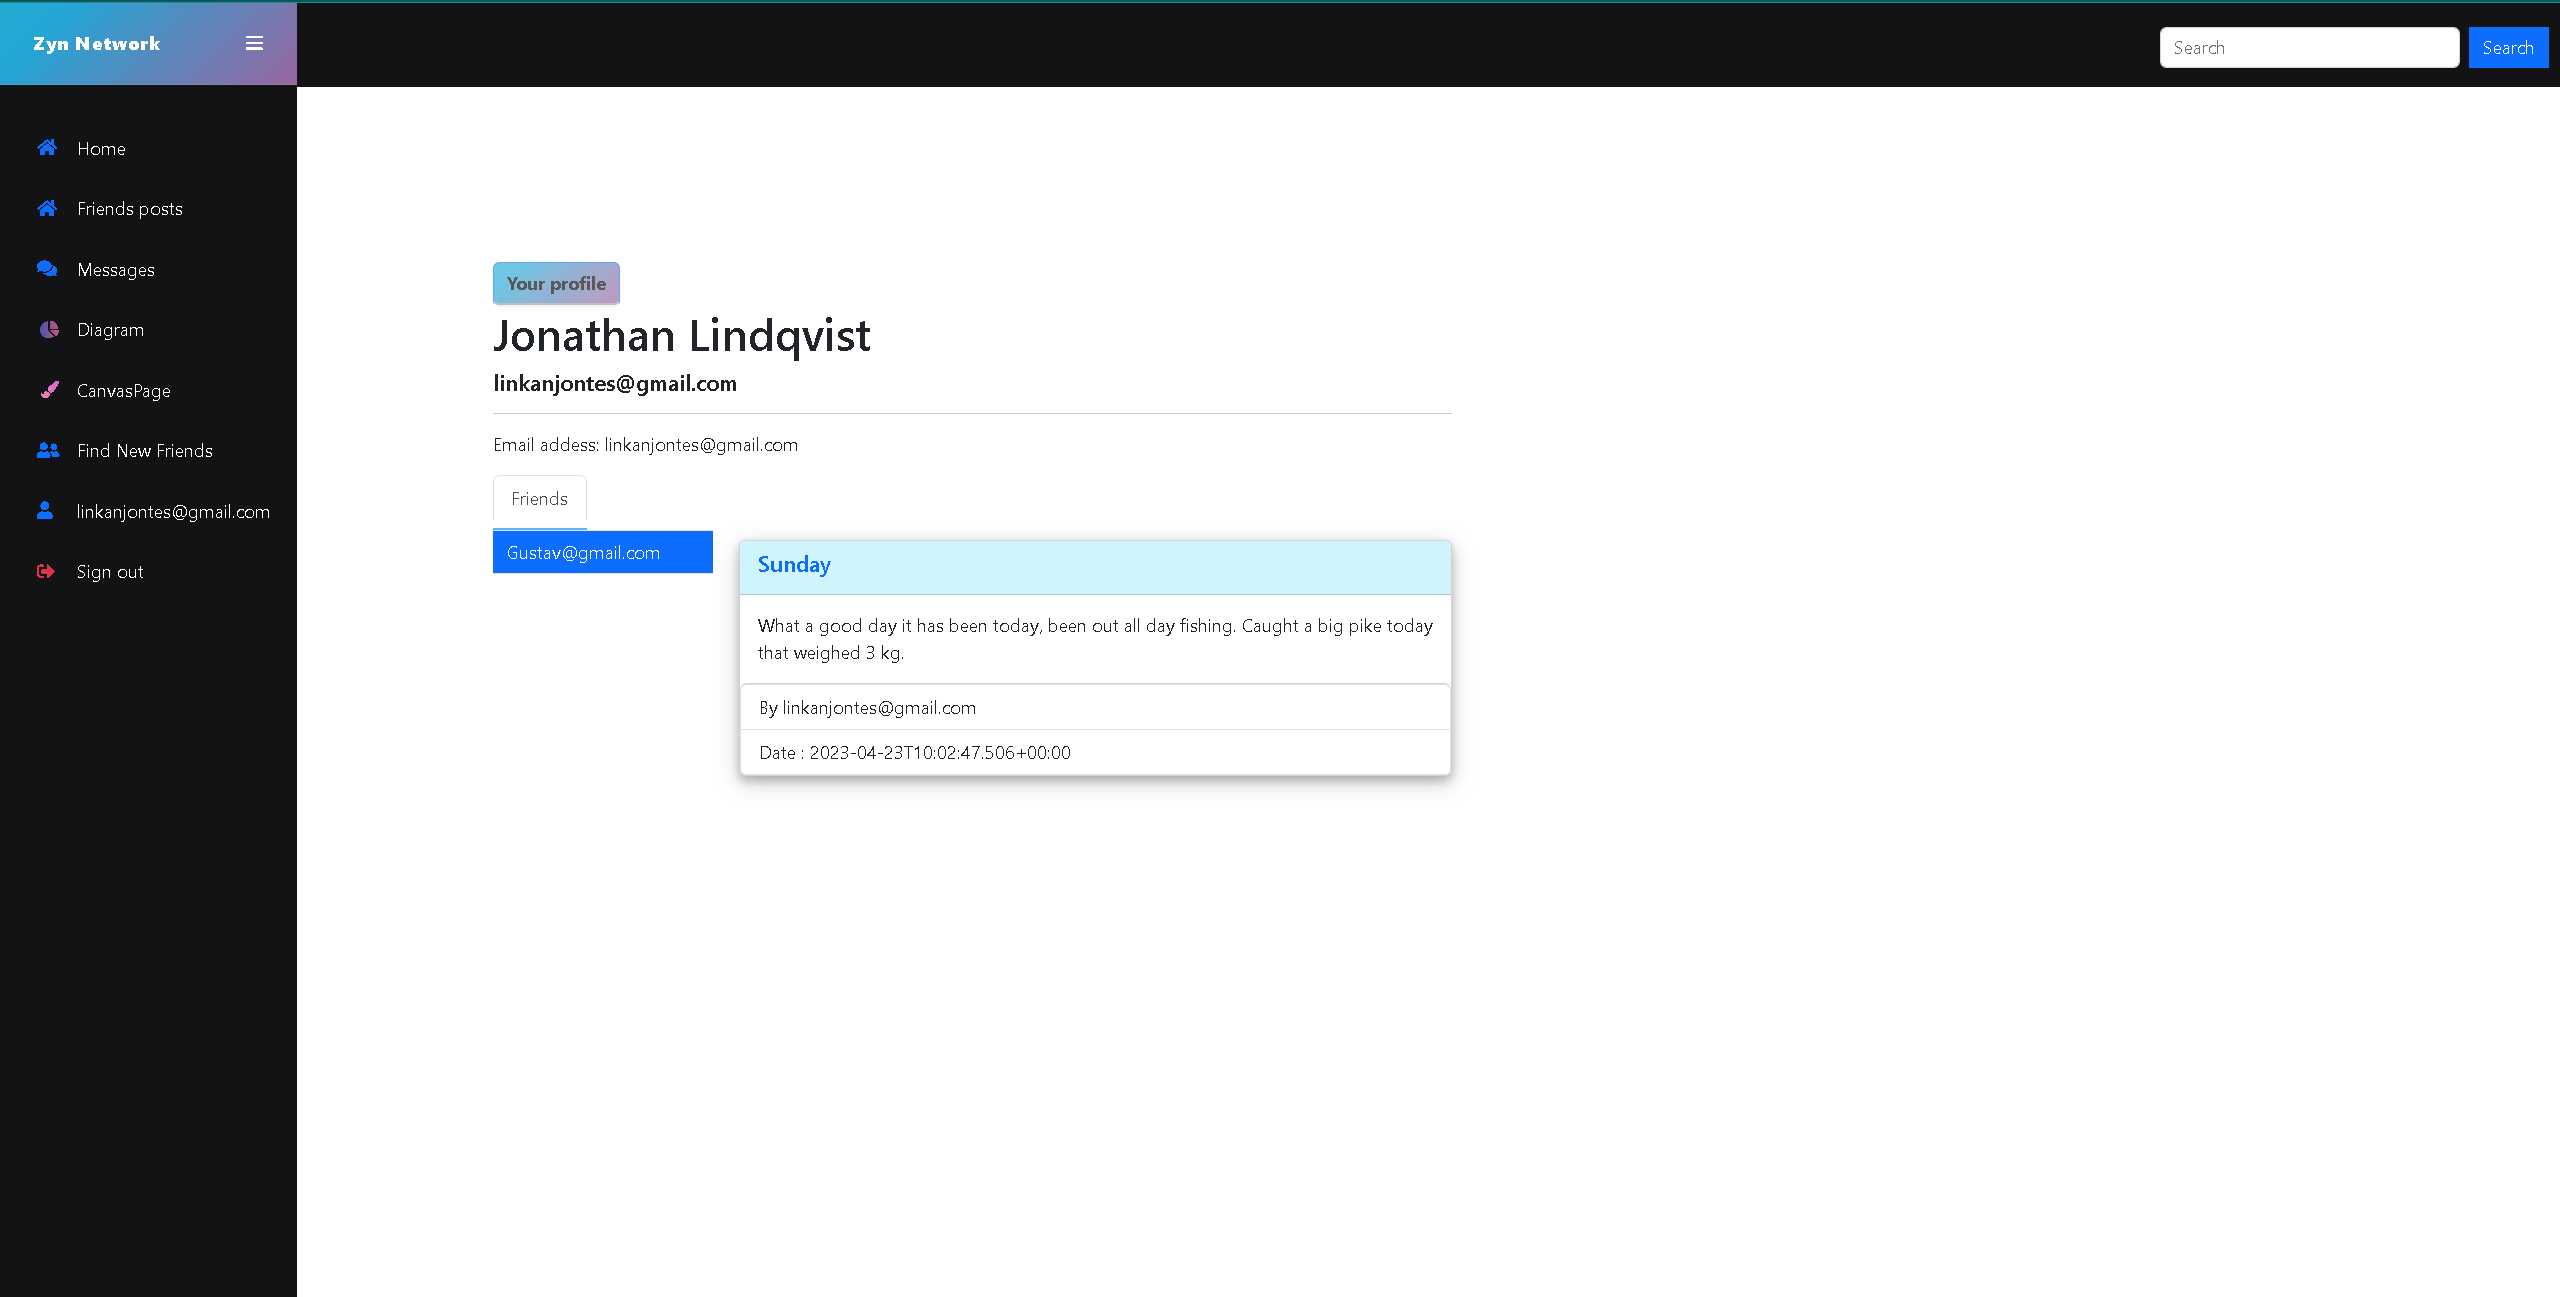 Zyn Network
Search
Search
Home
Friends posts
Messages
Diagram
CanvasPage
Find New Friends
linkanjontes@gmail.com
Sign out
Your profile
Jonathan Lindqvist
linkanjontes@gmail.com
Email addess: linkanjontes@gmail.com
Friends
Gustav@gmail.com
Sunday
What a good day it has been today, been out all day fishing. Caught a big pike today
that weighed 3 kg.
By linkanjontes@gmail.com
Date : 2023-04-23T10:02:47.506+00:00